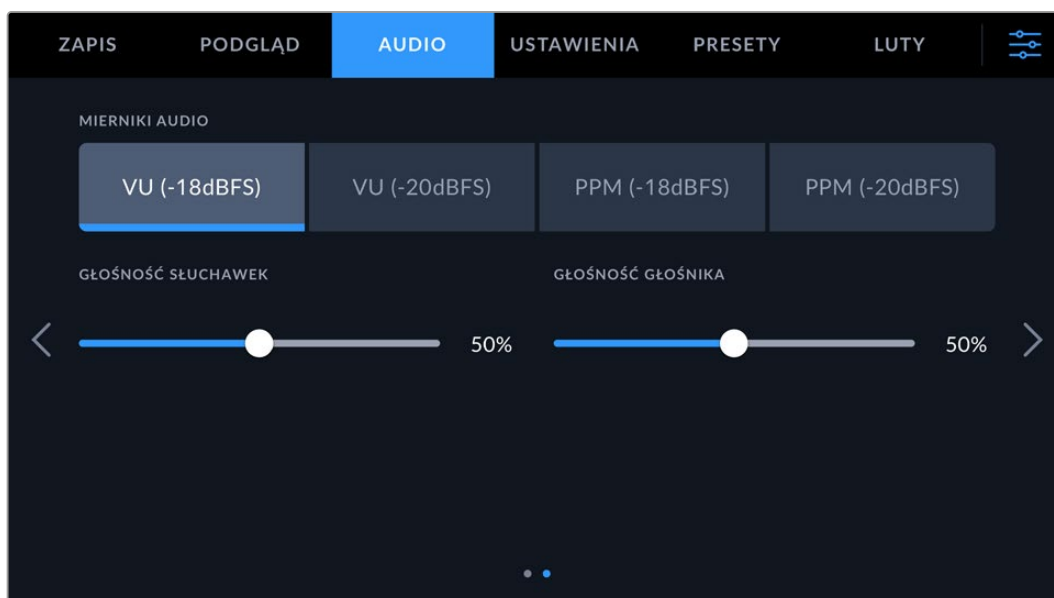 ZAPIS PODGLĄD AUDIO USTAWIENIA PRESETY LUTY
MIERNIKI AUDIO
VU (-18dBFS) VU (-20dBFS) PPM (-18dBFS) PPM (-20dBFS)
GŁOŚNOŚĆ SŁUCHAWEK GŁOŚNOŚĆ GŁOŚNIKA
50% 50%